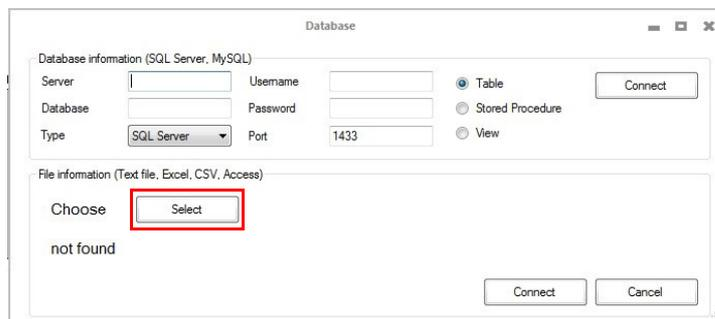 Database
Database information (SQL Server, MySQL)
Server Username Table Connect
Database Password Stored Procedure
Type SQL Server Port 1433 View
File information (Text file, Excel, CSV, Access)
Choose Select
not found
Connect Cancel